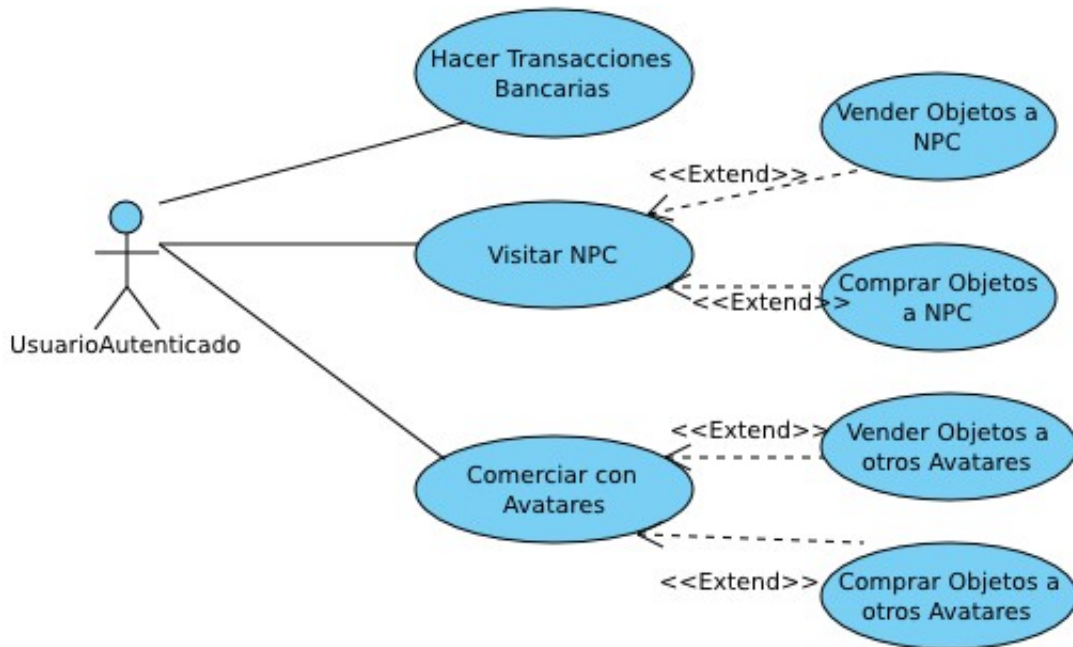 Hacer Transacciones
Bancarias
Vender Objetos a
NPC
<<Extend>>
Visitar NPC
Comprar Objetos
a NPC
<<Extend>>
UsuarioAutenticado
<<Extend>>
Vender Objetos a
otros Avatares
Comerciar con
Avatares
<<Extend>>
Comprar Objetos a
otros Avatares